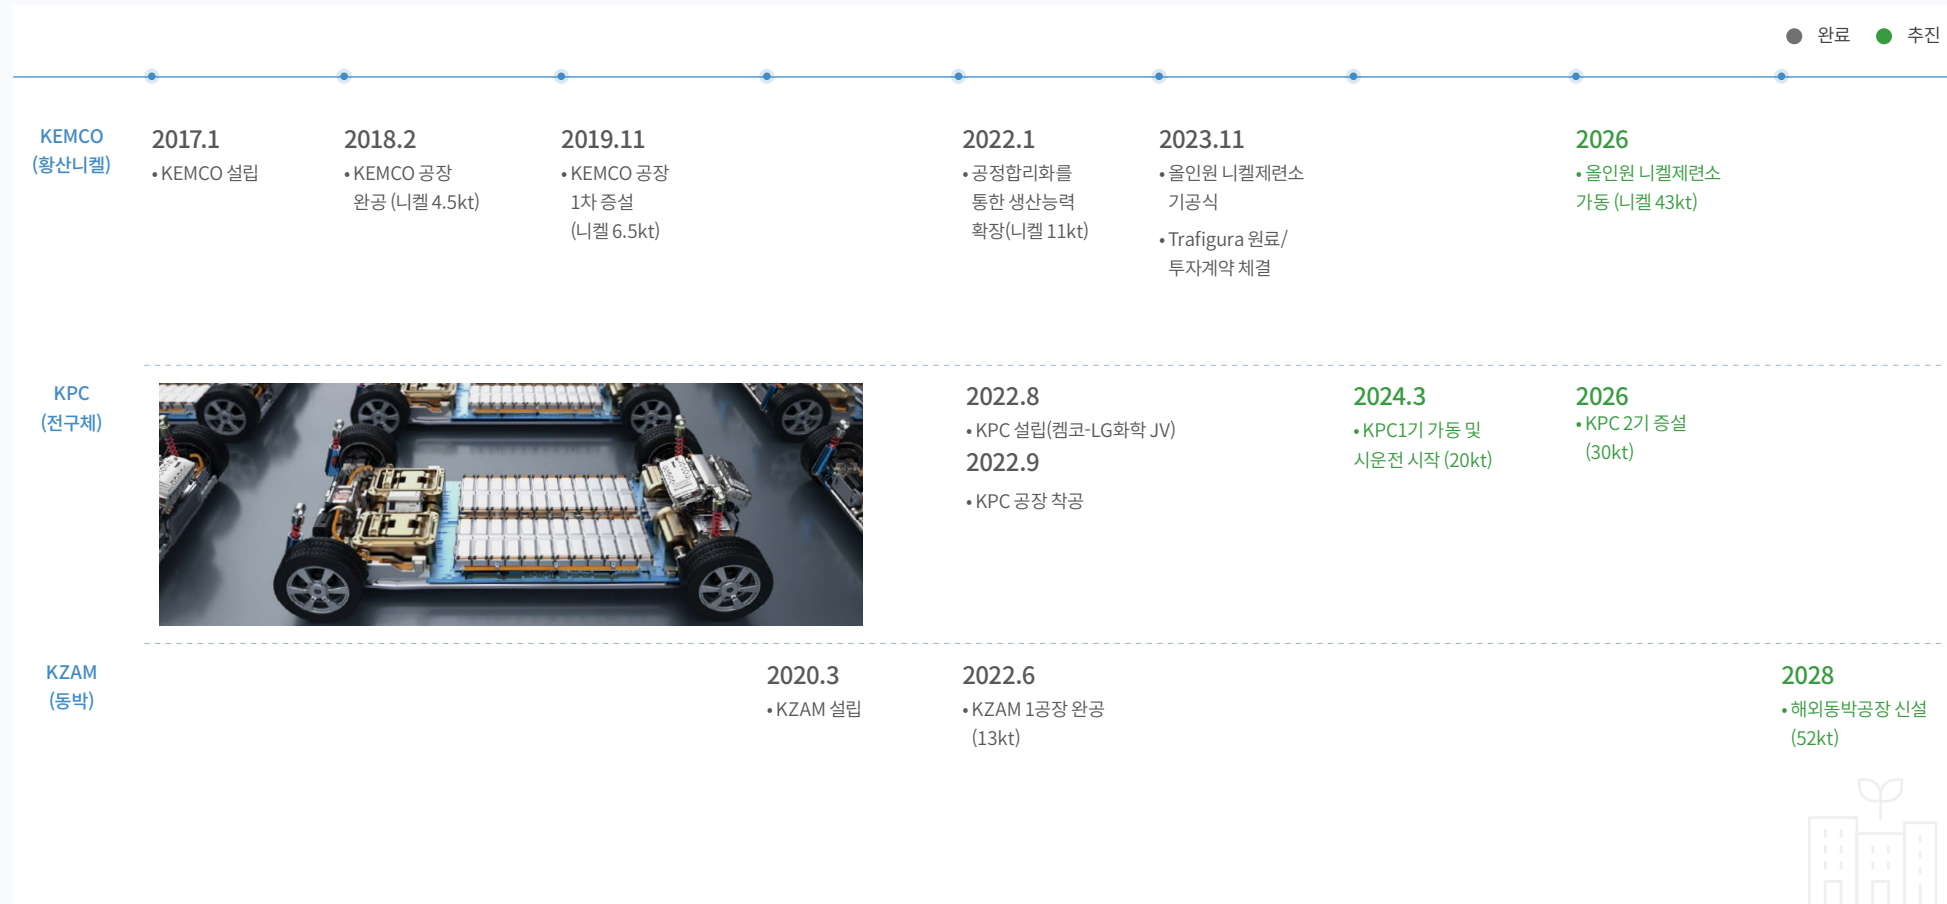 완료 추진
KEMCO
(황산니켈)
2017.1
• KEMCO 설립
2018.2
• KEMCO 공장
완공 (니켈 4.5kt)
2019.11
• KEMCO 공장
1차 증설
(니켈 6.5kt)
2022.1
• 공정합리화를
통한 생산능력
확장(니켈 11kt)
2023.11
• 올인원 니켈제련소
기공식
• Trafigura 원료/
투자계약 체결
2026
• 올인원 니켈제련소
가동 (니켈 43kt)
KPC
(전구체)
2022.8
• KPC 설립(켐코-LG화학 JV)
2022.9
• KPC 공장 착공
2024.3
• KPC1기 가동 및
시운전 시작 (20kt)
2026
• KPC 2기 증설
(30kt)
KZAM
(동박)
2020.3
• KZAM 설립
2022.6
• KZAM 1공장 완공
(13kt)
2028
• 해외동박공장 신설
(52kt)